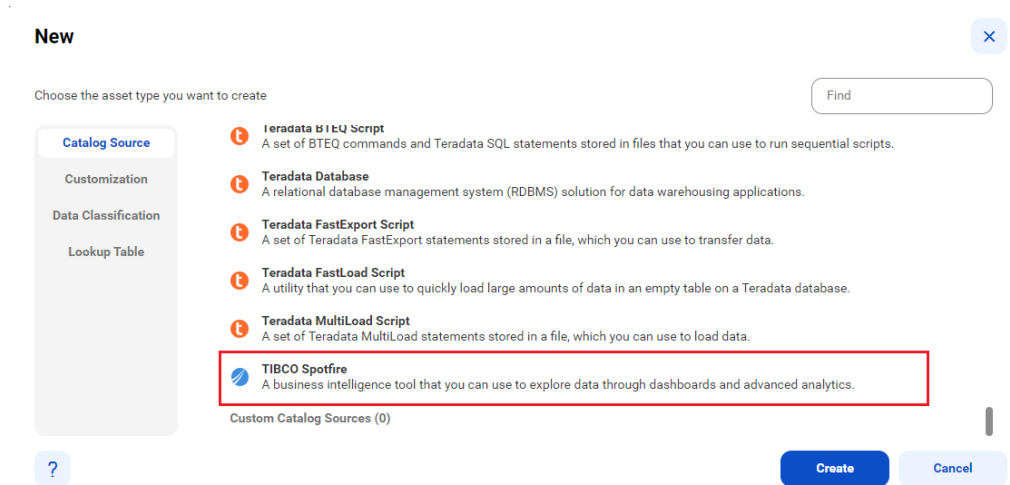 New
Choose the asset type you want to create
Find
Catalog Source
Customization
Data Classification
Lookup Table
Teradata BTEQ Script
A set of BTEQ commands and Teradata SQL statements stored in files that you can use to run sequential scripts.
Teradata Database
A relational database management system (RDBMS) solution for data warehousing applications.
Teradata FastExport Script
A set of Teradata FastExport statements stored in a file, which you can use to transfer data.
Teradata FastLoad Script
A utility that you can use to quickly load large amounts of data in an empty table on a Teradata database.
Teradata MultiLoad Script
A set of Teradata MultiLoad statements stored in a file, which you can use to load data.
TIBCO Spotfire
A business intelligence tool that you can use to explore data through dashboards and advanced analytics.
Custom Catalog Sources (0)
?
Create
Cancel